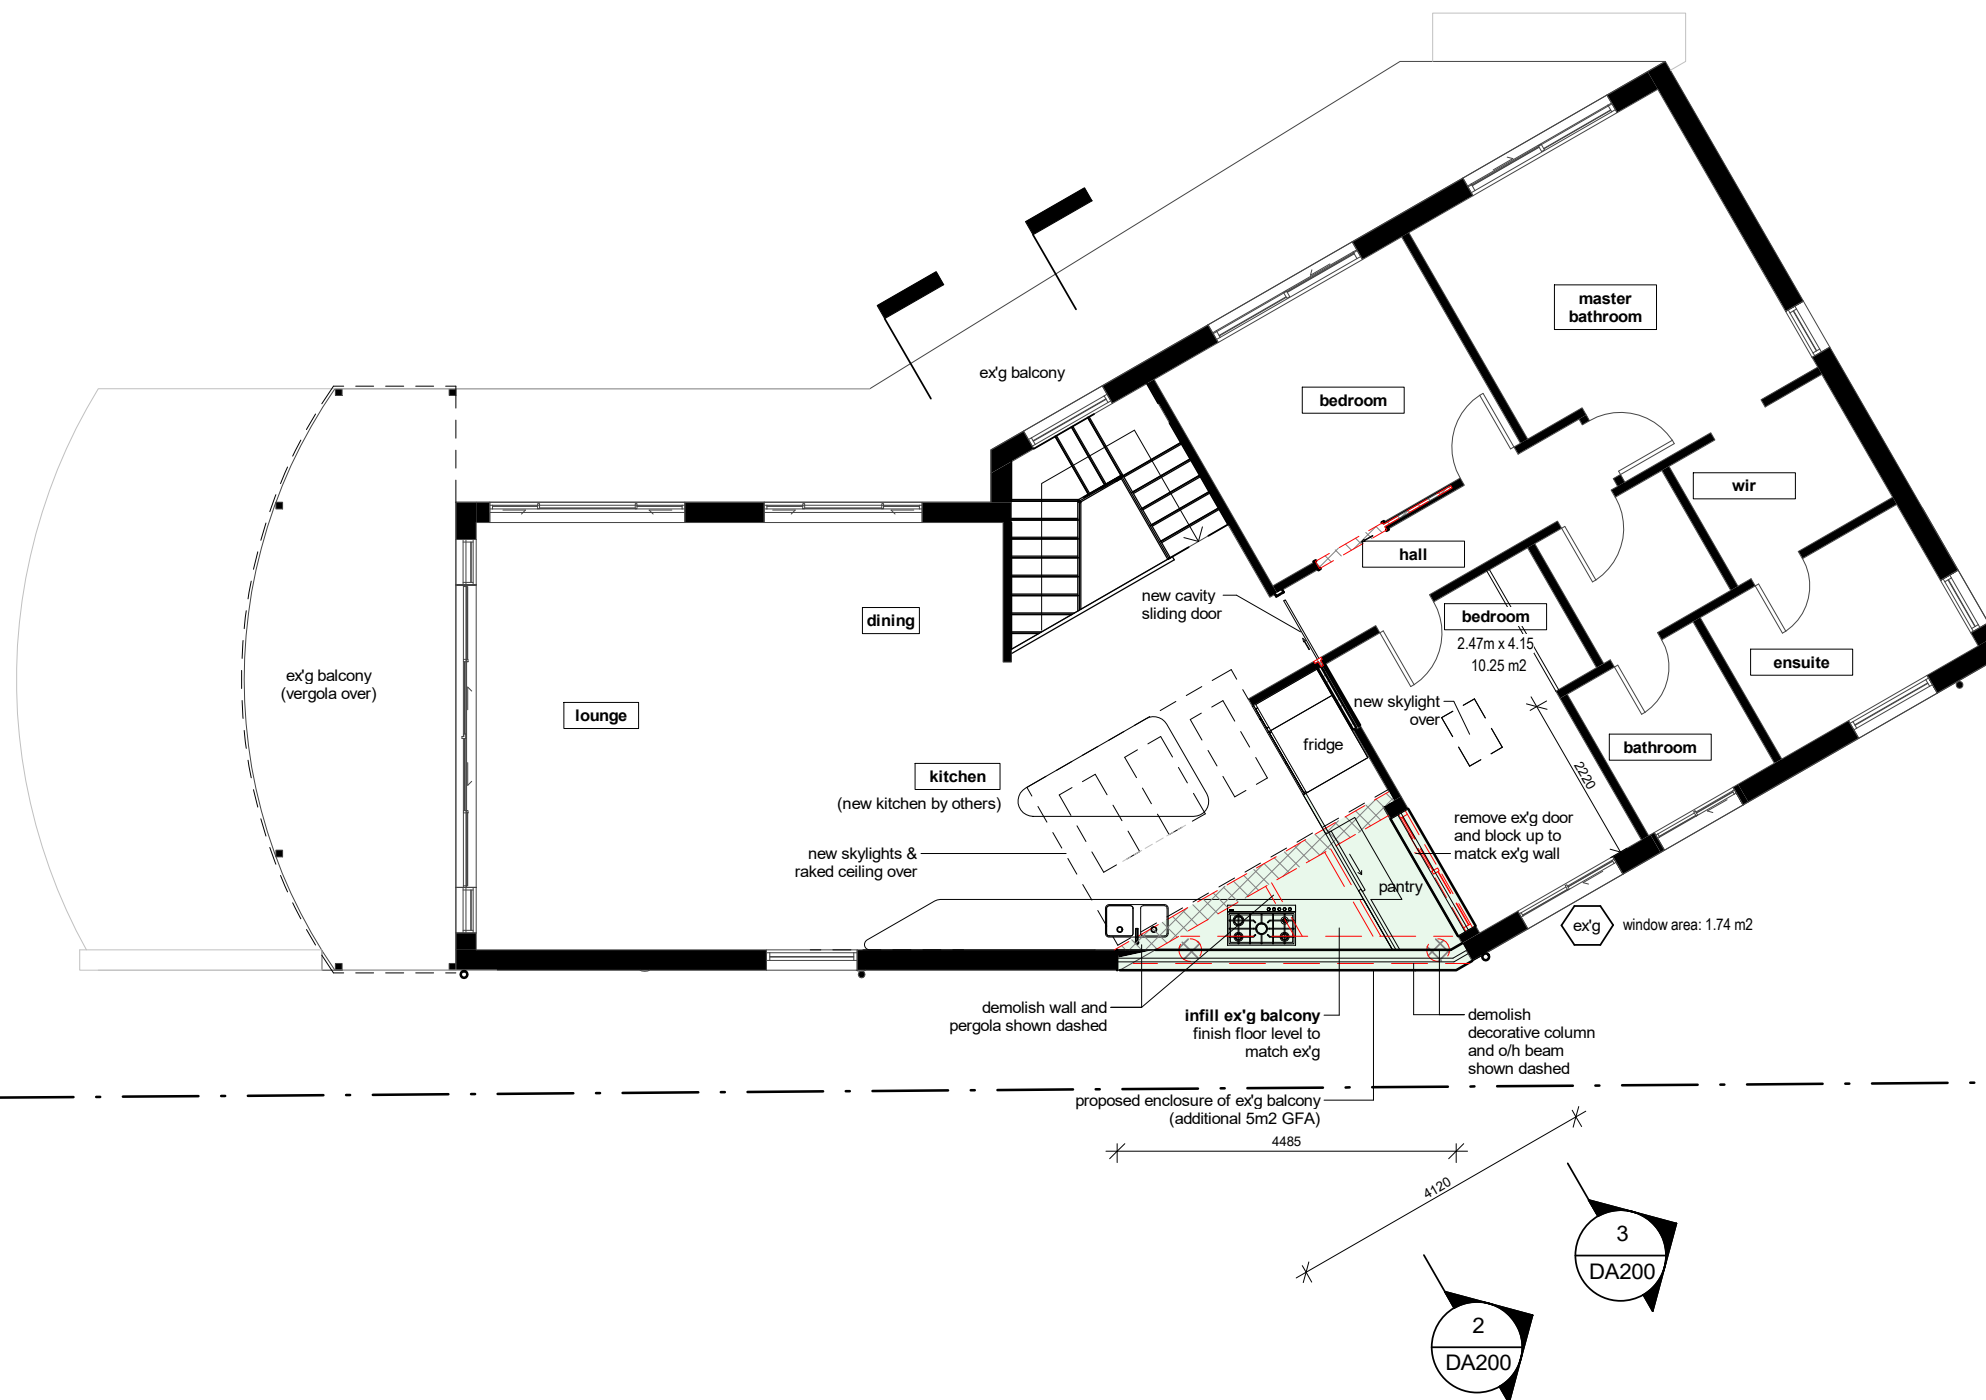 master
bathroom
ex'g balcony
bedroom
wir
hall
new cavity
sliding door
bedroom
2.47m x 4.15
10.25 m2
dining
ensuite
ex'g balcony
(vergola over)
lounge
new skylight
over
fridge
bathroom
kitchen
(new kitchen by others)
2220
remove ex'g door
and block up to
matck ex'g wall
new skylights &
raked ceiling over
pantry
ex'g
window area: 1.74 m2
demolish wall and
pergola shown dashed
infill ex'g balcony
finish floor level to
match ex'g
demolish
decorative column
and o/h beam
shown dashed
proposed enclosure of ex'g balcony
(additional 5m2 GFA)
4485
4120
3
DA200
2
DA200